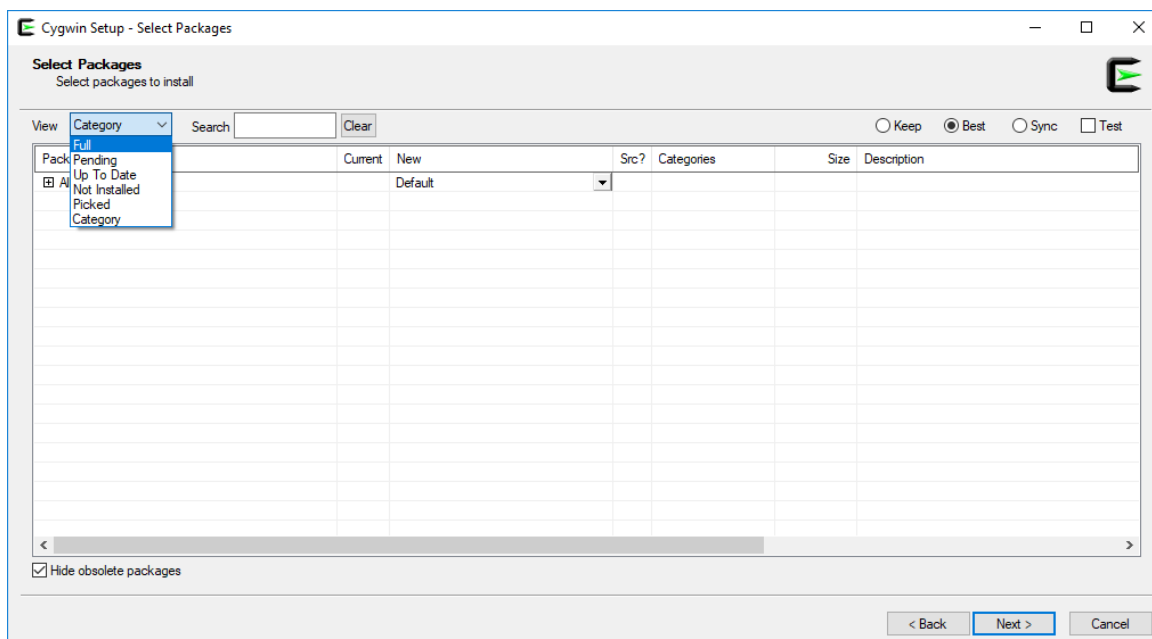 Cygwin Setup - Select Packages
Select Packages
Select packages to install
View Category Search Clear Keep Best Sync Test
Full
Pending
Up To Date
Not Installed
Picked
Category
Current New Src? Categories Size Description
Default
Hide obsolete packages
< Back Next > Cancel